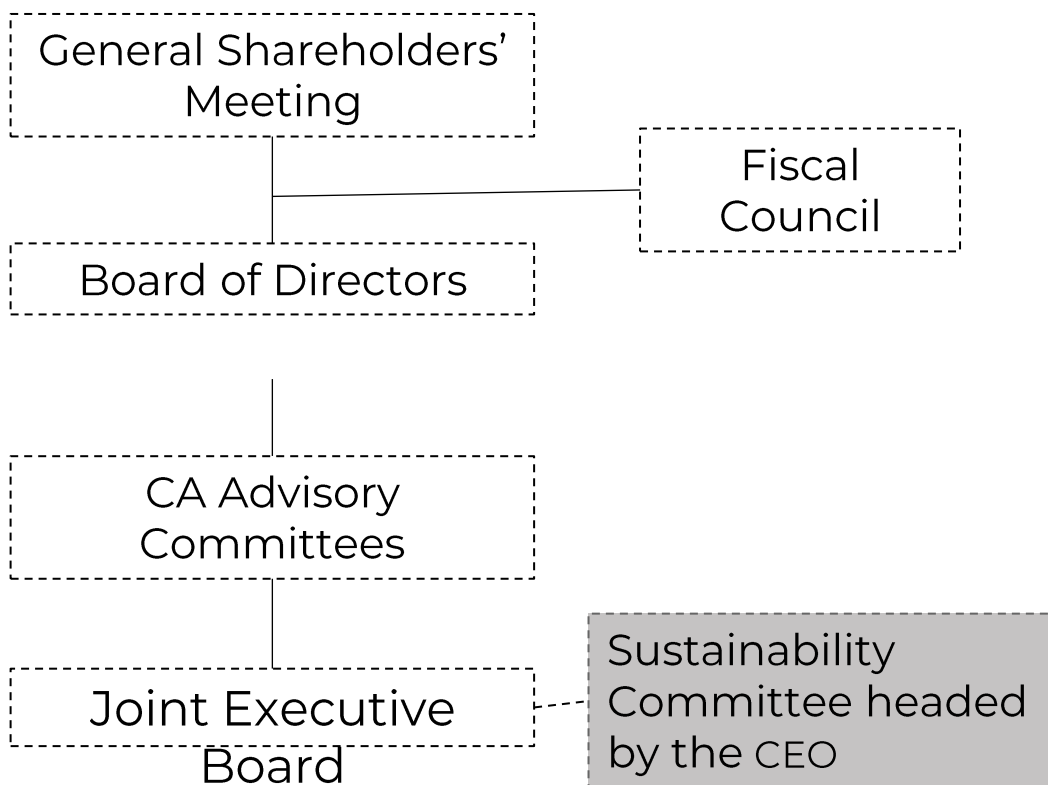 General Shareholders’
Meeting
Fiscal
Council
Board of Directors
CA Advisory
Committees
Joint Executive
Board
Sustainability
Committee headed
by the CEO